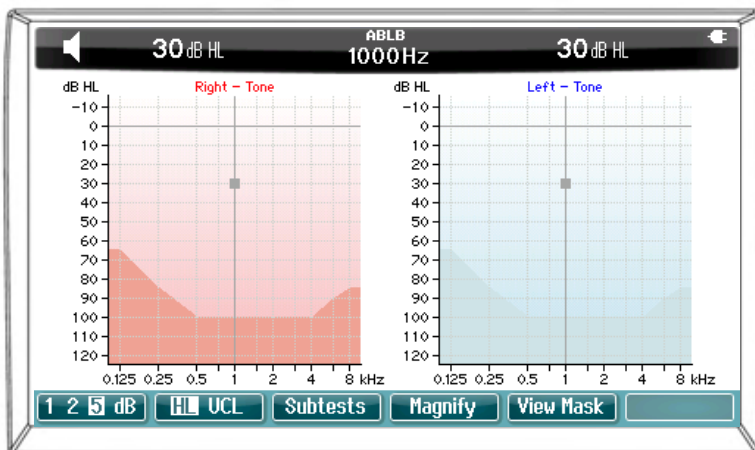 30 dB HL ABLB 30 dB HL
1000 Hz
dB HL Right - Tone dB HL Left - Tone
-10 -10
0 0
10 10
20 20
30 30
40 40
50 50
60 60
70 70
80 80
90 90
100 100
110 110
120 120
0.125 0.25 0.5 1 2 4 8 kHz 0.125 0.25 0.5 1 2 4 8 kHz
1 2 5 dB HL UCL Subtests Magnify View Mask